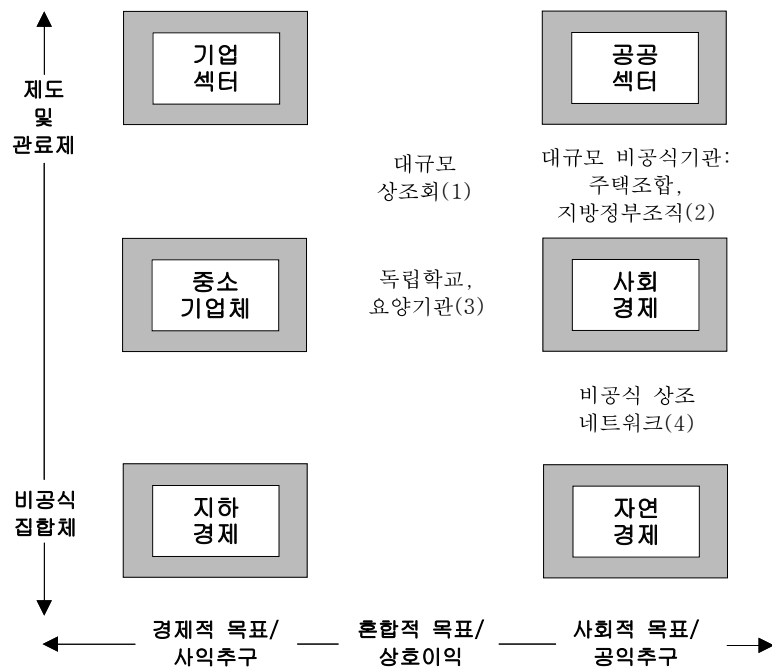 기업
섹터
공공
섹터
제도
및
관료제
대규모
상조회(1)
대규모 비공식기관:
주택조합,
지방정부조직(2)
중소
기업체
독립학교,
요양기관(3)
사회
경제
비공식 상조
네트워크(4)
비공식
집합체
지하
경제
자연
경제
경제적 목표/
사익추구
혼합적 목표/
상호이익
사회적 목표/
공익추구